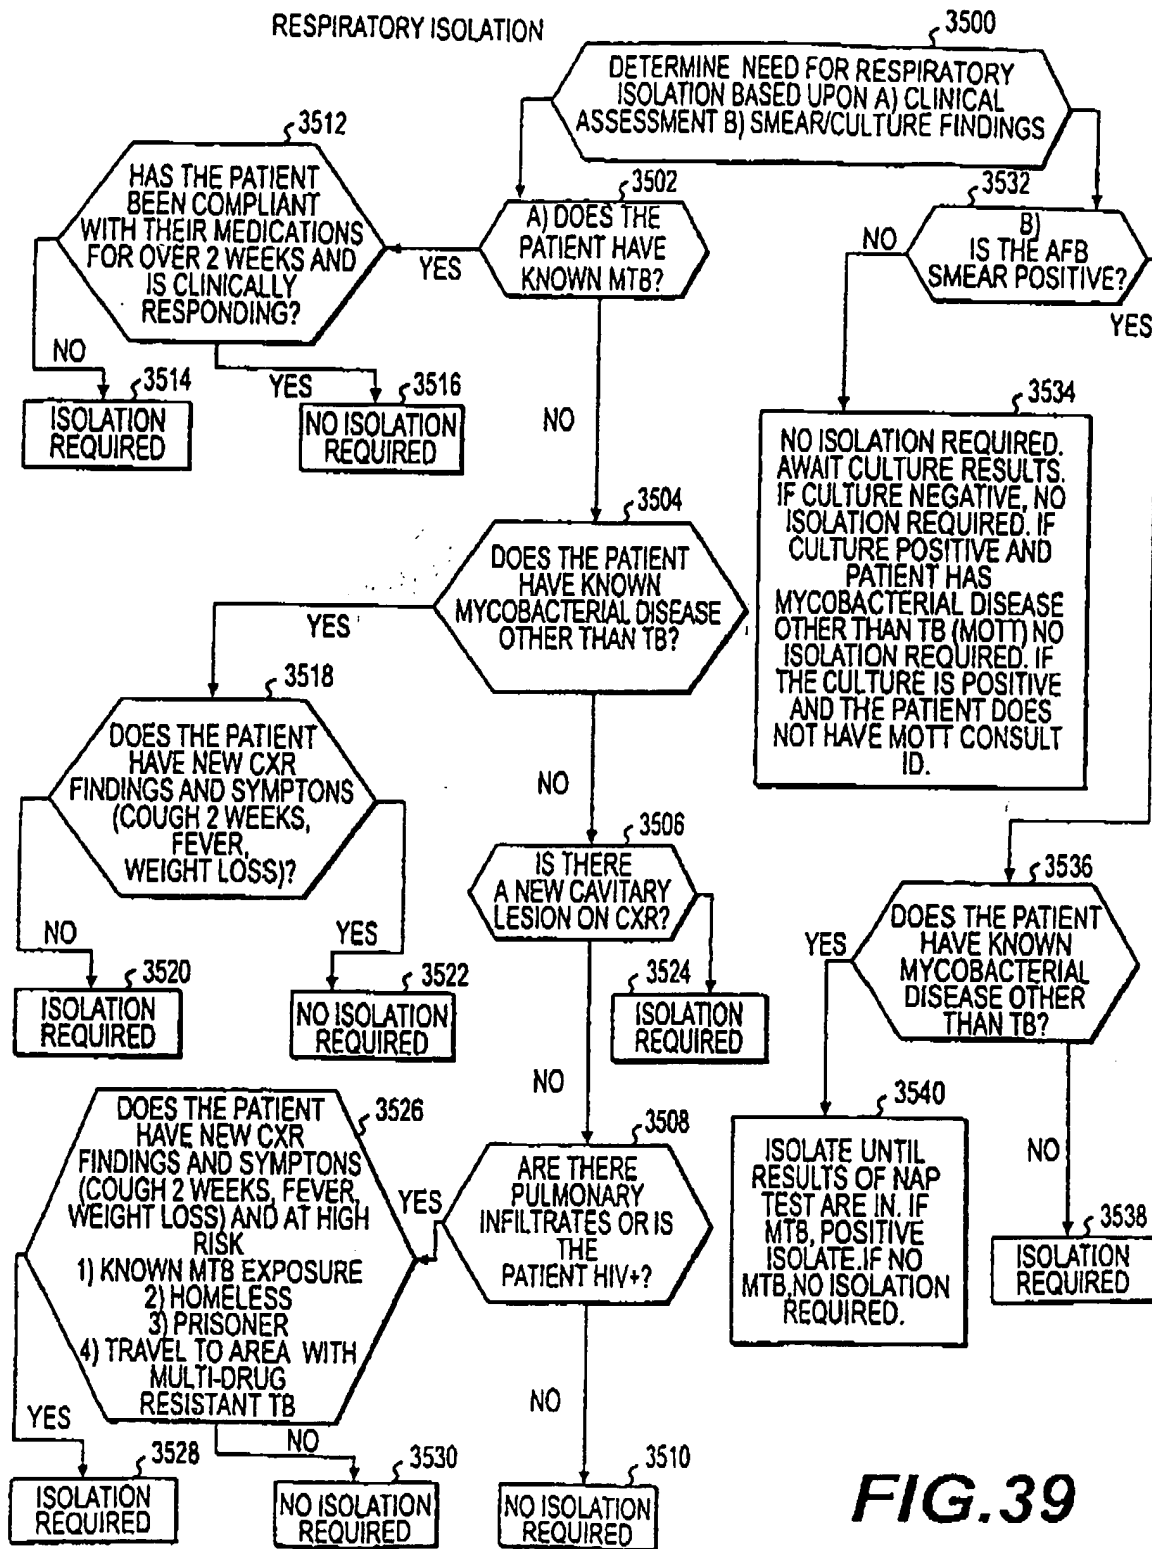 RESPIRATORY ISOLATION
3500
DETERMINE NEED FOR RESPIRATORY
ISOLATION BASED UPON A) CLINICAL
ASSESSMENT B) SMEAR/CULTURE FINDINGS
3512
HAS THE PATIENT
BEEN COMPLIANT
WITH THEIR MEDICATIONS
FOR OVER 2 WEEKS AND
IS CLINICALLY
RESPONDING?
3502
A) DOES THE
PATIENT HAVE
KNOWN MTB?
YES
3532
B)
IS THE AFB
SMEAR POSITIVE?
NO
YES
NO
3514
ISOLATION
REQUIRED
YES
3516
NO ISOLATION
REQUIRED
NO
3534
NO ISOLATION REQUIRED.
AWAIT CULTURE RESULTS.
IF CULTURE NEGATIVE, NO
ISOLATION REQUIRED. IF
CULTURE POSITIVE AND
PATIENT HAS
MYCOBACTERIAL DISEASE
OTHER THAN TB (MOTT) NO
ISOLATION REQUIRED. IF
THE CULTURE IS POSITIVE
AND THE PATIENT DOES
NOT HAVE MOTT CONSULT
ID.
3504
DOES THE PATIENT
HAVE KNOWN
MYCOBACTERIAL DISEASE
OTHER THAN TB?
YES
3518
DOES THE PATIENT
HAVE NEW CXR
FINDINGS AND SYMPTONS
(COUGH 2 WEEKS,
FEVER,
WEIGHT LOSS)?
NO
3506
IS THERE
A NEW CAVITARY
LESION ON CXR?
3536
DOES THE PATIENT
HAVE KNOWN
MYCOBACTERIAL
DISEASE OTHER
THAN TB?
YES
NO
3520
ISOLATION
REQUIRED
YES
3522
NO ISOLATION
REQUIRED
3524
ISOLATION
REQUIRED
NO
3526
DOES THE PATIENT
HAVE NEW CXR
FINDINGS AND SYMPTONS
(COUGH 2 WEEKS, FEVER,
WEIGHT LOSS) AND AT HIGH
RISK
1) KNOWN MTB EXPOSURE
2) HOMELESS
3) PRISONER
4) TRAVEL TO AREA WITH
MULTI-DRUG
RESISTANT TB
YES
3508
ARE THERE
PULMONARY
INFILTRATES OR IS
THE
PATIENT HIV+?
3540
ISOLATE UNTIL
RESULTS OF NAP
TEST ARE IN. IF
MTB, POSITIVE
ISOLATE.IF NO
MTB,NO ISOLATION
REQUIRED.
NO
3538
ISOLATION
REQUIRED
YES
3528
ISOLATION
REQUIRED
NO
3530
NO ISOLATION
REQUIRED
NO
3510
NO ISOLATION
REQUIRED
FIG.39